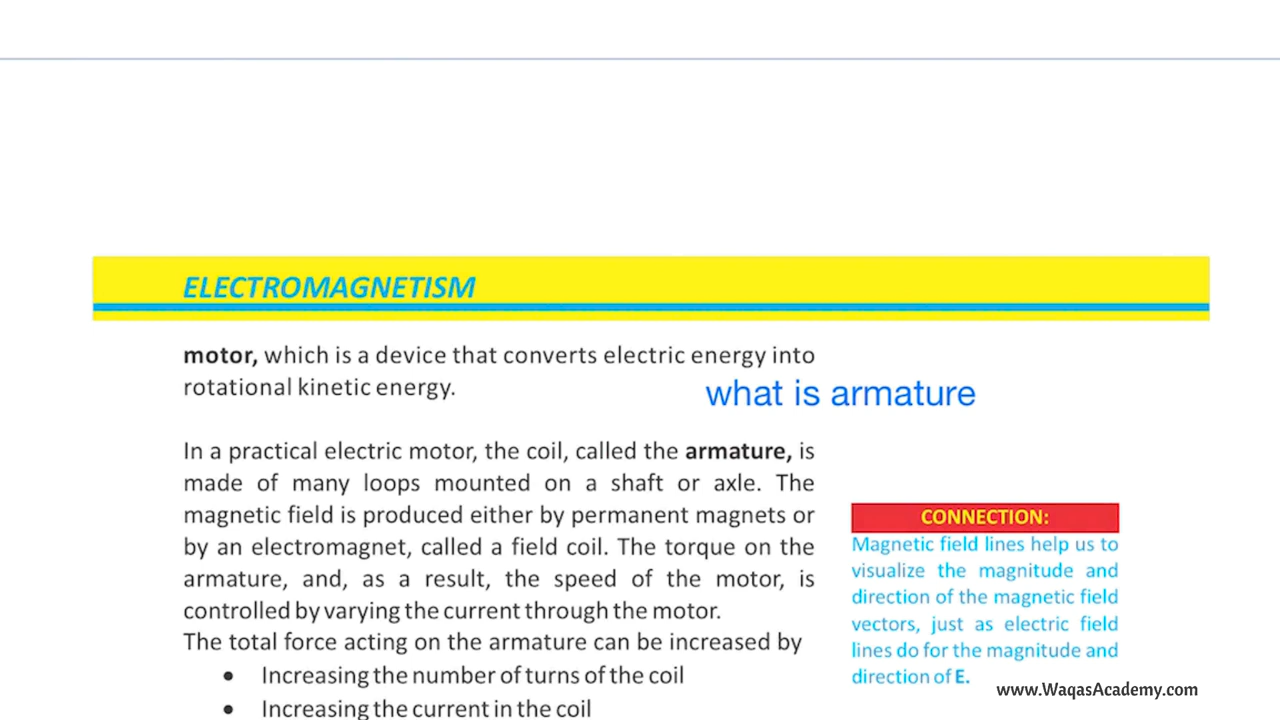 ELECTROMAGNETISM
motor, which is a device that converts electric energy into
rotational kinetic energy.
what is armature
In a practical electric motor, the coil, called the armature, is
made of many loops mounted on a shaft or axle. The
magnetic field is produced either by permanent magnets or
by an electromagnet, called a field coil. The torque on the
armature, and, as a result, the speed of the motor, is
controlled by varying the current through the motor.
The total force acting on the armature can be increased by
• Increasing the number of turns of the coil
• Increasing the current in the coil
CONNECTION:
Magnetic field lines help us to
visualize the magnitude and
direction of the magnetic field
vectors, just as electric field
lines do for the magnitude and
direction of E.
www.WaqasAcademy.com